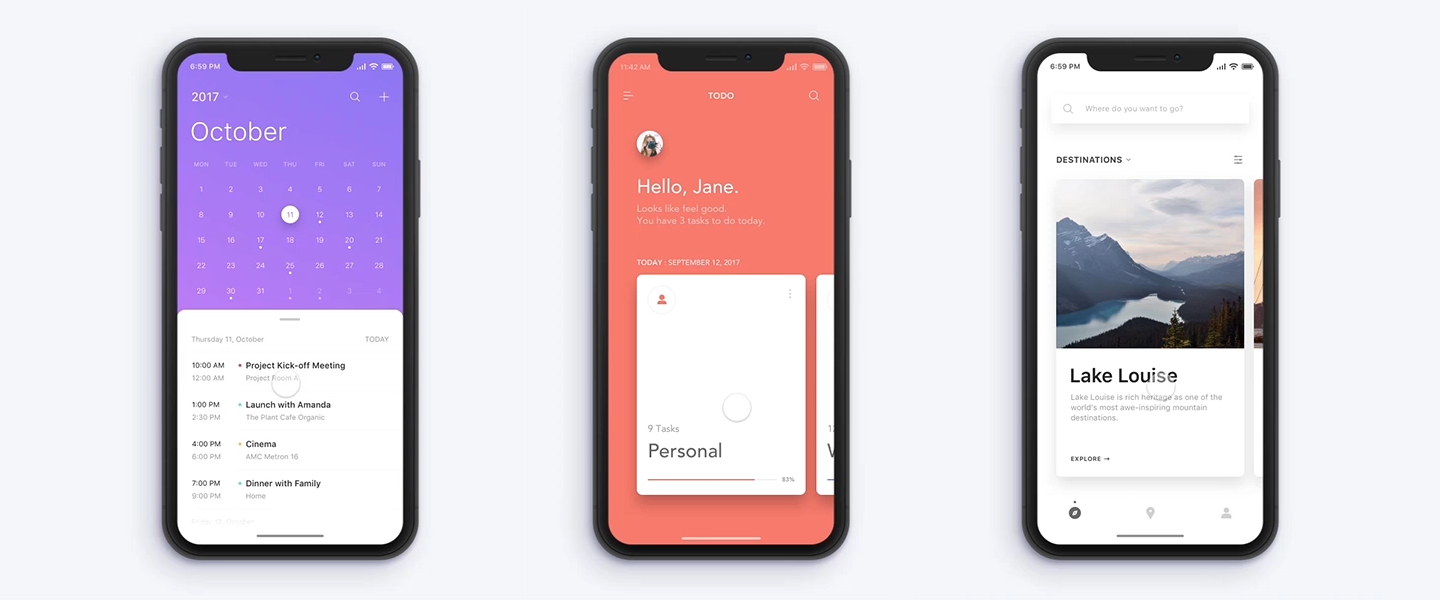 6:59 PM
2017
October
MON TUE WED THU FRI SAT SUN
1 2 3 4 5 6 7
8 9 10 11 12 13 14
15 16 17 18 19 20 21
22 23 24 25 26 27 28
29 30 31 1 2 3 4
Thursday 11, October TODAY
10:00 AM Project Kick-off Meeting
12:00 AM Project Room A
1:00 PM Launch with Amanda
2:30 PM The Plant Cafe Organic
4:00 PM Cinema
6:00 PM AMC Metron 16
7:00 PM Dinner with Family
9:00 PM Home
Friday 12, October
11:42 AM
TODO
Hello, Jane.
Looks like feel good.
You have 3 tasks to do today.
TODAY : SEPTEMBER 12, 2017
9 Tasks
Personal
83%
6:59 PM
Where do you want to go?
DESTINATIONS
Lake Louise
Lake Louise is rich heritage as one of the
world's most awe-inspiring mountain
destinations.
EXPLORE →